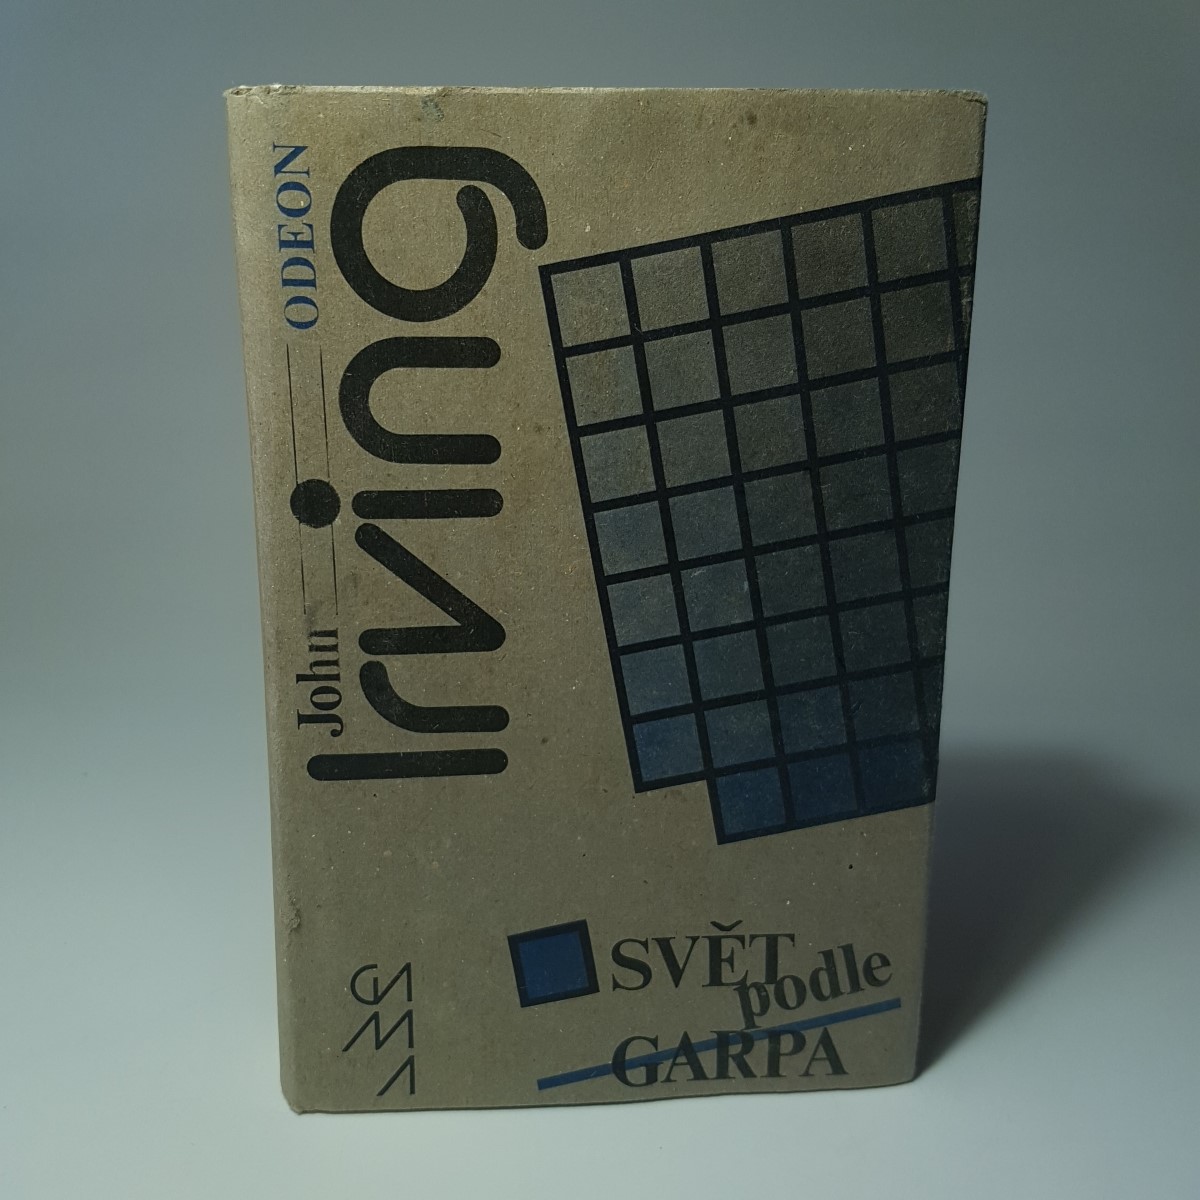 ODEON
John
Irving
SVĚT
podle
GARPA
GAMA